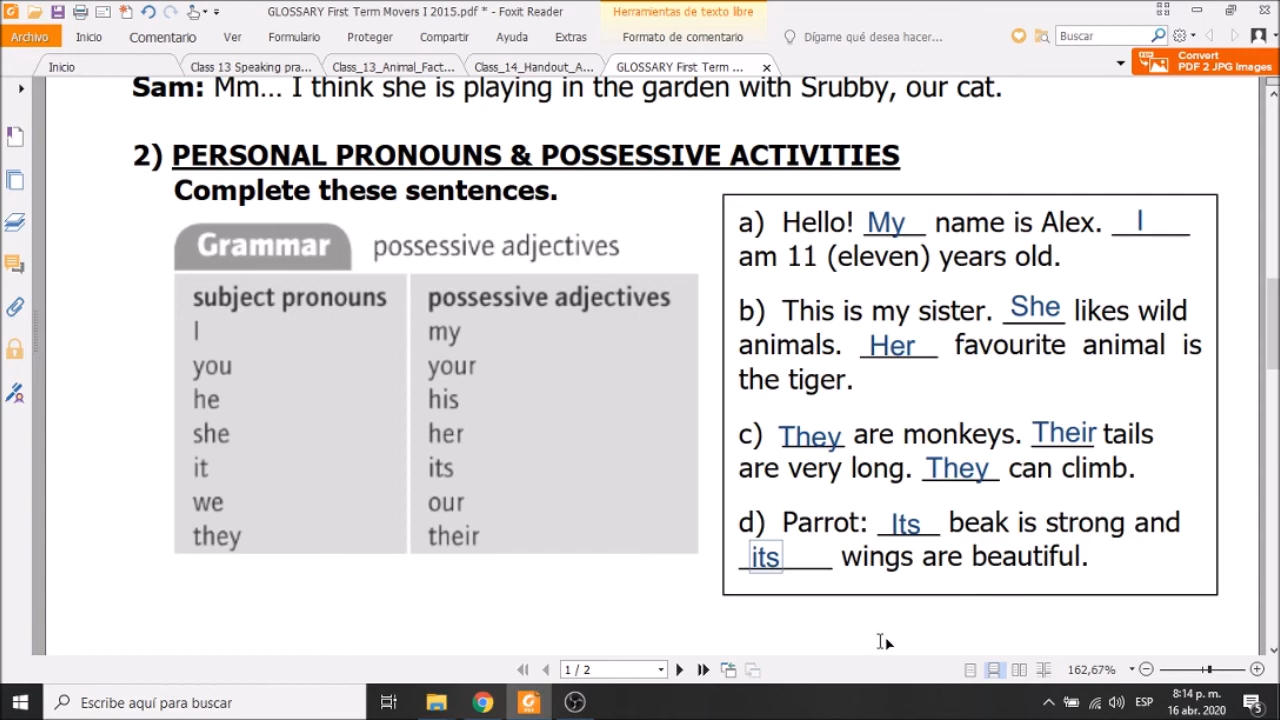 GLOSSARY First Term Movers I 2015.pdf * - Foxit Reader
Herramientas de texto libre
Archivo Inicio Comentario Ver Formulario Proteger Compartir Ayuda Extras Formato de comentario Dígame qué desea hacer... Buscar
Inicio Class 13 Speaking pra... Class_13_Animal_Fac... Class_14_Handout_A... GLOSSARY First Term ...
Convert
PDF 2 JPG Images
Sam: Mm... I think she is playing in the garden with Srubby, our cat.
2) PERSONAL PRONOUNS & POSSESSIVE ACTIVITIES
Complete these sentences.
Grammar possessive adjectives
subject pronouns possessive adjectives
I my
you your
he his
she her
it its
we our
they their
a) Hello! My name is Alex. I
am 11 (eleven) years old.
b) This is my sister. She likes wild
animals. Her favourite animal is
the tiger.
c) They are monkeys. Their tails
are very long. They can climb.
d) Parrot: Its beak is strong and
its wings are beautiful.
1 / 2
162,67%
Escribe aquí para buscar
ESP
8:14 p. m.
16 abr. 2020
5